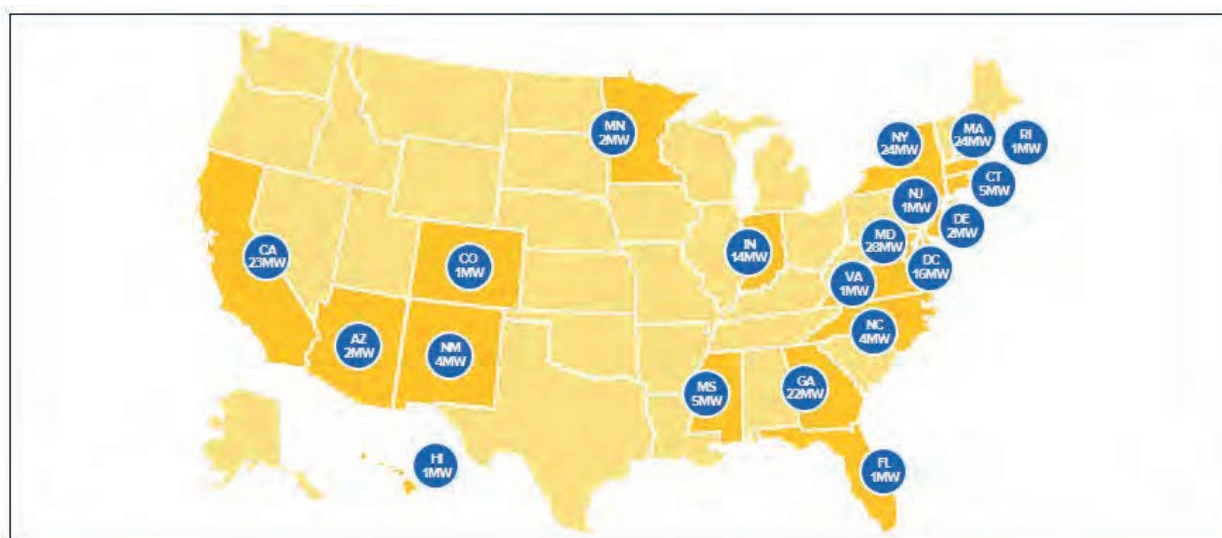 MN
2MW
NY
24MW
MA
24MW
RI
1MW
CT
5MW
NJ
1MW
DE
2MW
MD
28MW
DC
16MW
VA
1MW
IN
14MW
CA
23MW
CO
1MW
AZ
2MW
NM
4MW
NC
4MW
MS
5MW
GA
22MW
HI
1MW
FL
1MW